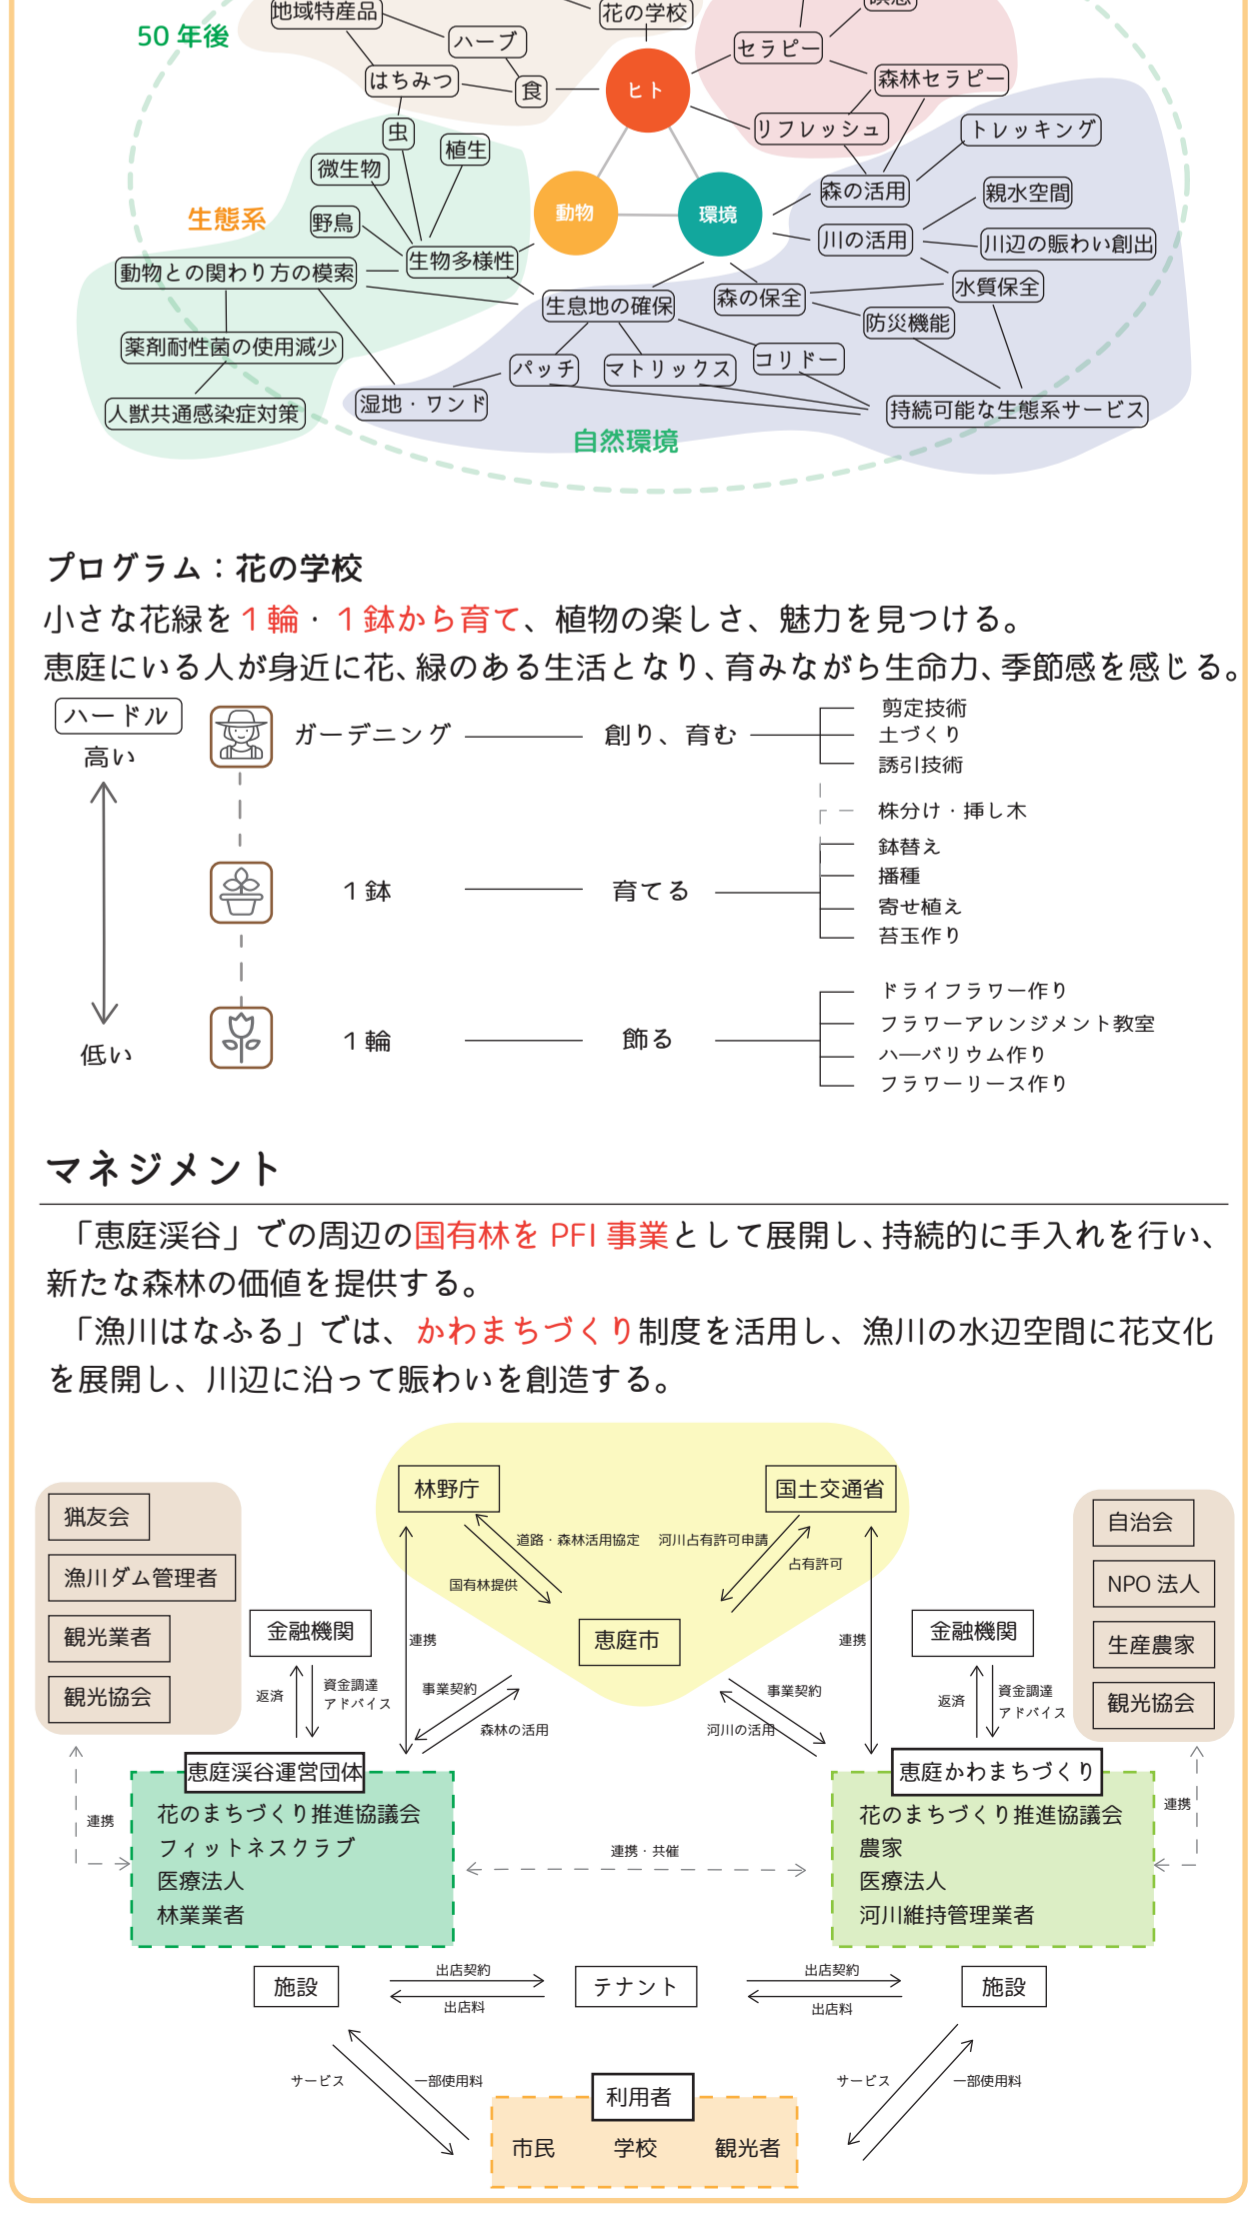 地域特産品
花の学校
50 年後
ハーブ
セラピー
はちみつ
食
ヒト
森林セラピー
虫
植生
リフレッシュ
トレッキング
微生物
動物
環境
森の活用
親水空間
生態系
野鳥
川の活用
川辺の賑わい創出
動物との関わり方の模索
生物多様性
生息地の確保
森の保全
水質保全
防災機能
薬剤耐性菌の使用減少
パッチ
マトリックス
コリドー
人獣共通感染症対策
湿地・ワンド
持続可能な生態系サービス
自然環境
プログラム：花の学校
小さな花緑を１輪・１鉢から育て、植物の楽しさ、魅力を見つける。
恵庭にいる人が身近に花、緑のある生活となり、育みながら生命力、季節感を感じる。
ハードル
高い
低い
ガーデニング
創り、育む
剪定技術
土づくり
誘引技術
株分け・挿し木
１鉢
育てる
鉢替え
播種
寄せ植え
苔玉作り
１輪
飾る
ドライフラワー作り
フラワーアレンジメント教室
ハーバリウム作り
フラワーリース作り
マネジメント
「恵庭渓谷」での周辺の国有林を PFI 事業として展開し、持続的に手入れを行い、
新たな森林の価値を提供する。
「漁川はなふる」では、かわまちづくり制度を活用し、漁川の水辺空間に花文化
を展開し、川辺に沿って賑わいを創造する。
林野庁
国土交通省
猟友会
漁川ダム管理者
観光業者
観光協会
自治会
NPO 法人
生産農家
観光協会
道路・森林活用協定
河川占有許可申請
国有林提供
占有許可
金融機関
恵庭市
金融機関
連携
連携
返済
資金調達
アドバイス
事業契約
森林の活用
事業契約
河川の活用
返済
資金調達
アドバイス
恵庭渓谷運営団体
花のまちづくり推進協議会
フィットネスクラブ
医療法人
林業業者
連携
連携・共催
恵庭かわまちづくり
花のまちづくり推進協議会
農家
医療法人
河川維持管理業者
連携
施設
出店契約
出店料
テナント
出店契約
出店料
施設
サービス
一部使用料
サービス
一部使用料
利用者
市民
学校
観光者